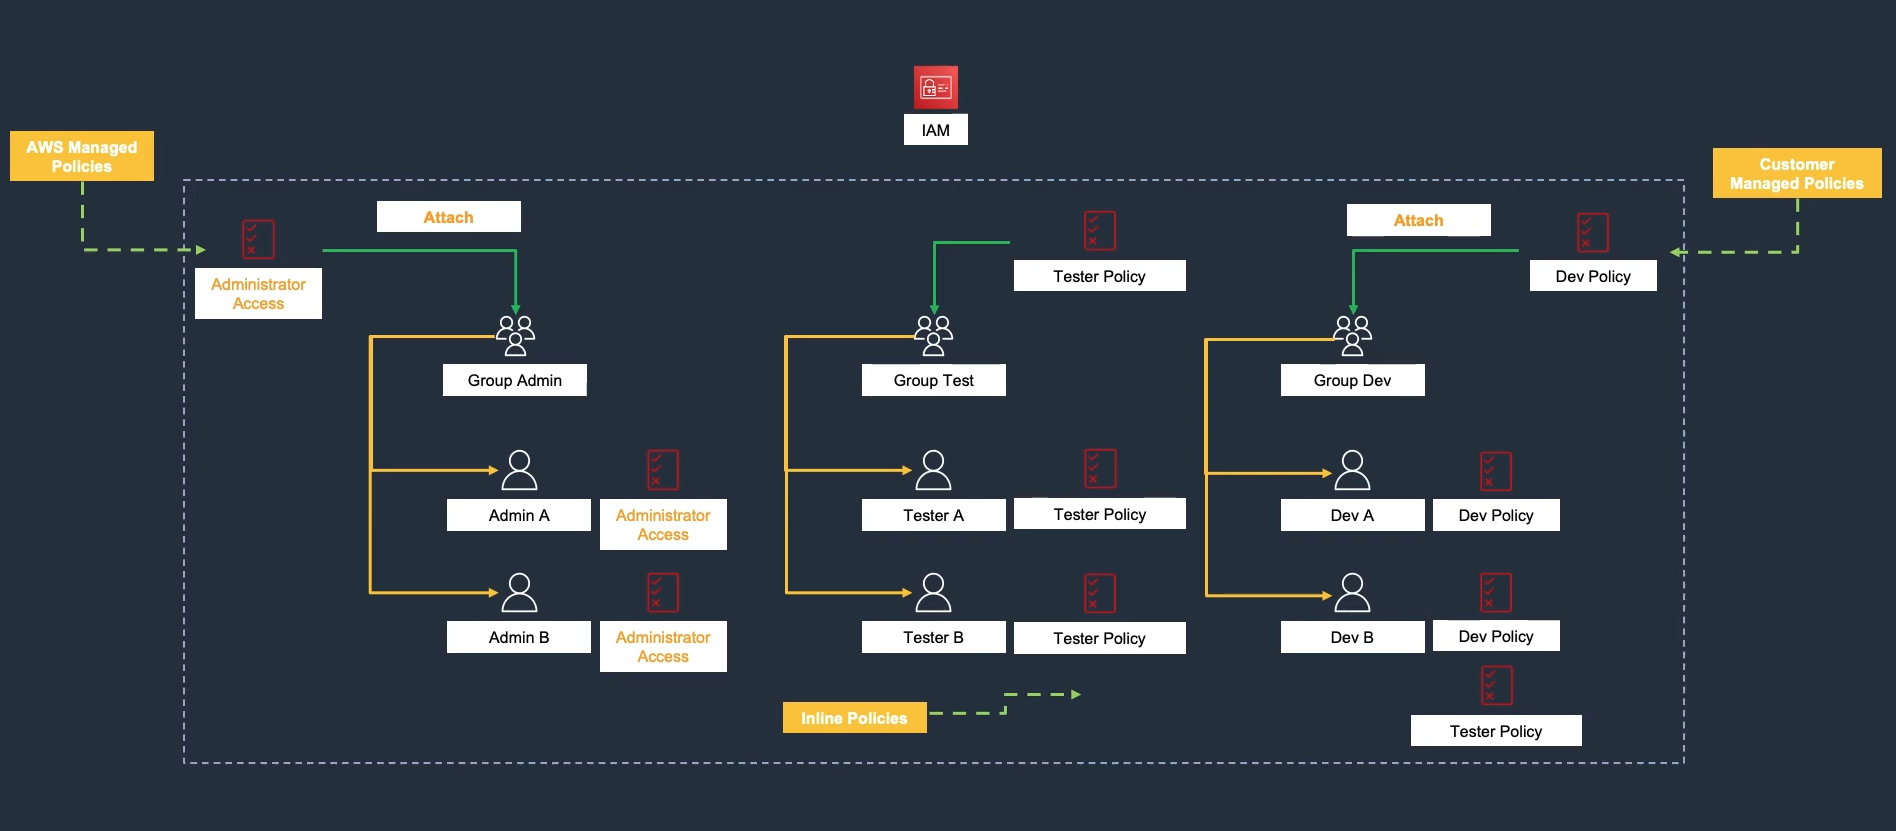 IAM
AWS Managed
Policies
Customer
Managed Policies
Attach
Attach
Administrator
Access
Tester Policy
Dev Policy
Group Admin
Group Test
Group Dev
Admin A
Administrator
Access
Tester A
Tester Policy
Dev A
Dev Policy
Admin B
Administrator
Access
Tester B
Tester Policy
Dev B
Dev Policy
Inline Policies
Tester Policy